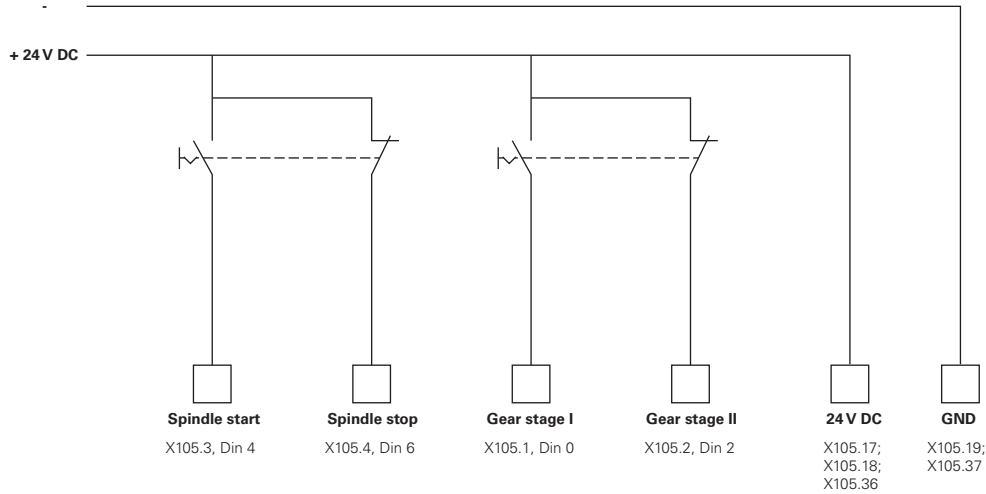 -
+ 24 V DC
Spindle start
X105.3, Din 4
Spindle stop
X105.4, Din 6
Gear stage I
X105.1, Din 0
Gear stage II
X105.2, Din 2
24 V DC
X105.17;
X105.18;
X105.36
GND
X105.19;
X105.37